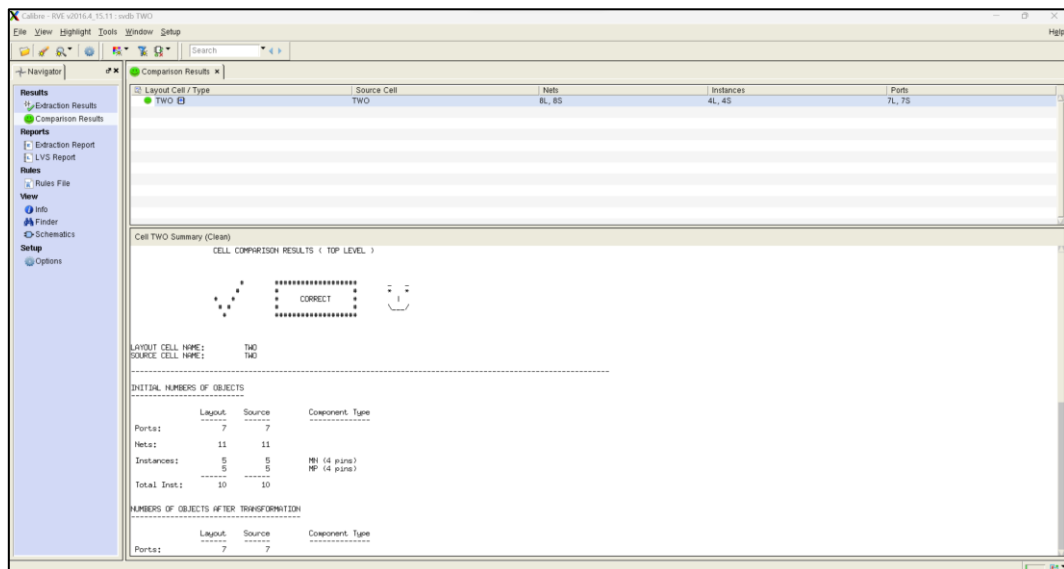 Calibre - RVE v2016.4_15.11 : svdb TWO
File View Highlight Tools Window Setup
Help
Search
Navigator
Comparison Results
Results
Extraction Results
Comparison Results
Reports
Extraction Report
LVS Report
Rules
Rules File
View
Info
Finder
Schematics
Setup
Options
Layout Cell / Type Source Cell Nets Instances Ports
TWO TWO 8L, 8S 4L, 4S 7L, 7S
Cell TWO Summary (Clean)
CELL COMPARISON RESULTS ( TOP LEVEL )
CORRECT
LAYOUT CELL NAME: TWO
SOURCE CELL NAME: TWO
INITIAL NUMBERS OF OBJECTS
Layout Source Component Type
Ports: 7 7
Nets: 11 11
Instances: 5 5 MN (4 pins)
5 5 MP (4 pins)
Total Inst: 10 10
NUMBERS OF OBJECTS AFTER TRANSFORMATION
Layout Source Component Type
Ports: 7 7